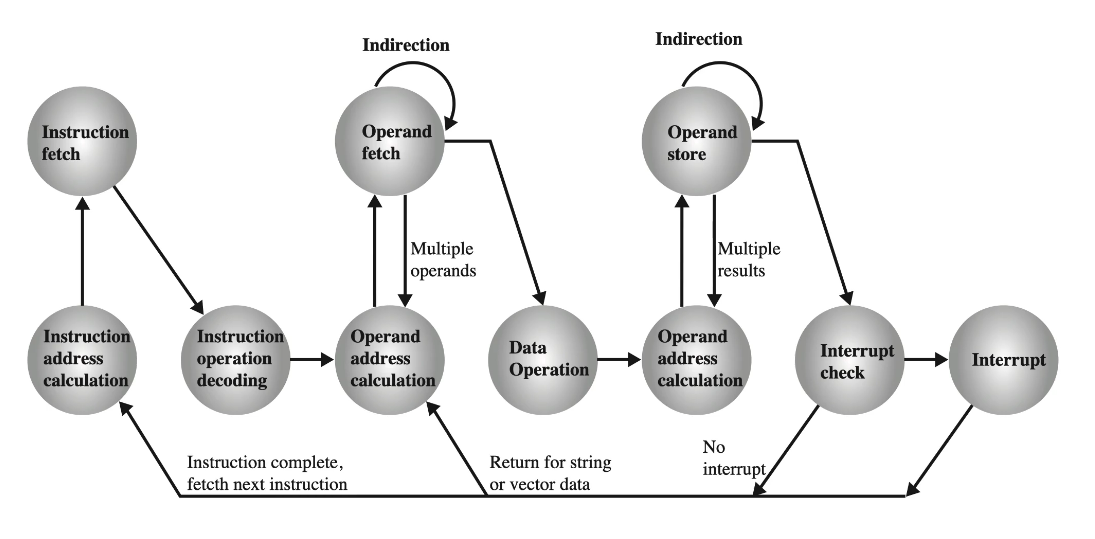 Indirection
Indirection
Instruction
fetch
Operand
fetch
Operand
store
Multiple
operands
Multiple
results
Instruction
address
calculation
Instruction
operation
decoding
Operand
address
calculation
Data
Operation
Operand
address
calculation
Interrupt
check
Interrupt
Instruction complete,
fetcth next instruction
Return for string
or vector data
No
interrupt